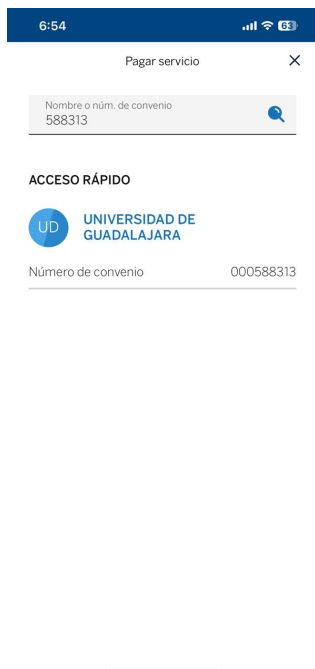 6:54
63
Pagar servicio
Nombre o núm. de convenio
588313
ACCESO RÁPIDO
UD
UNIVERSIDAD DE
GUADALAJARA
Número de convenio 000588313